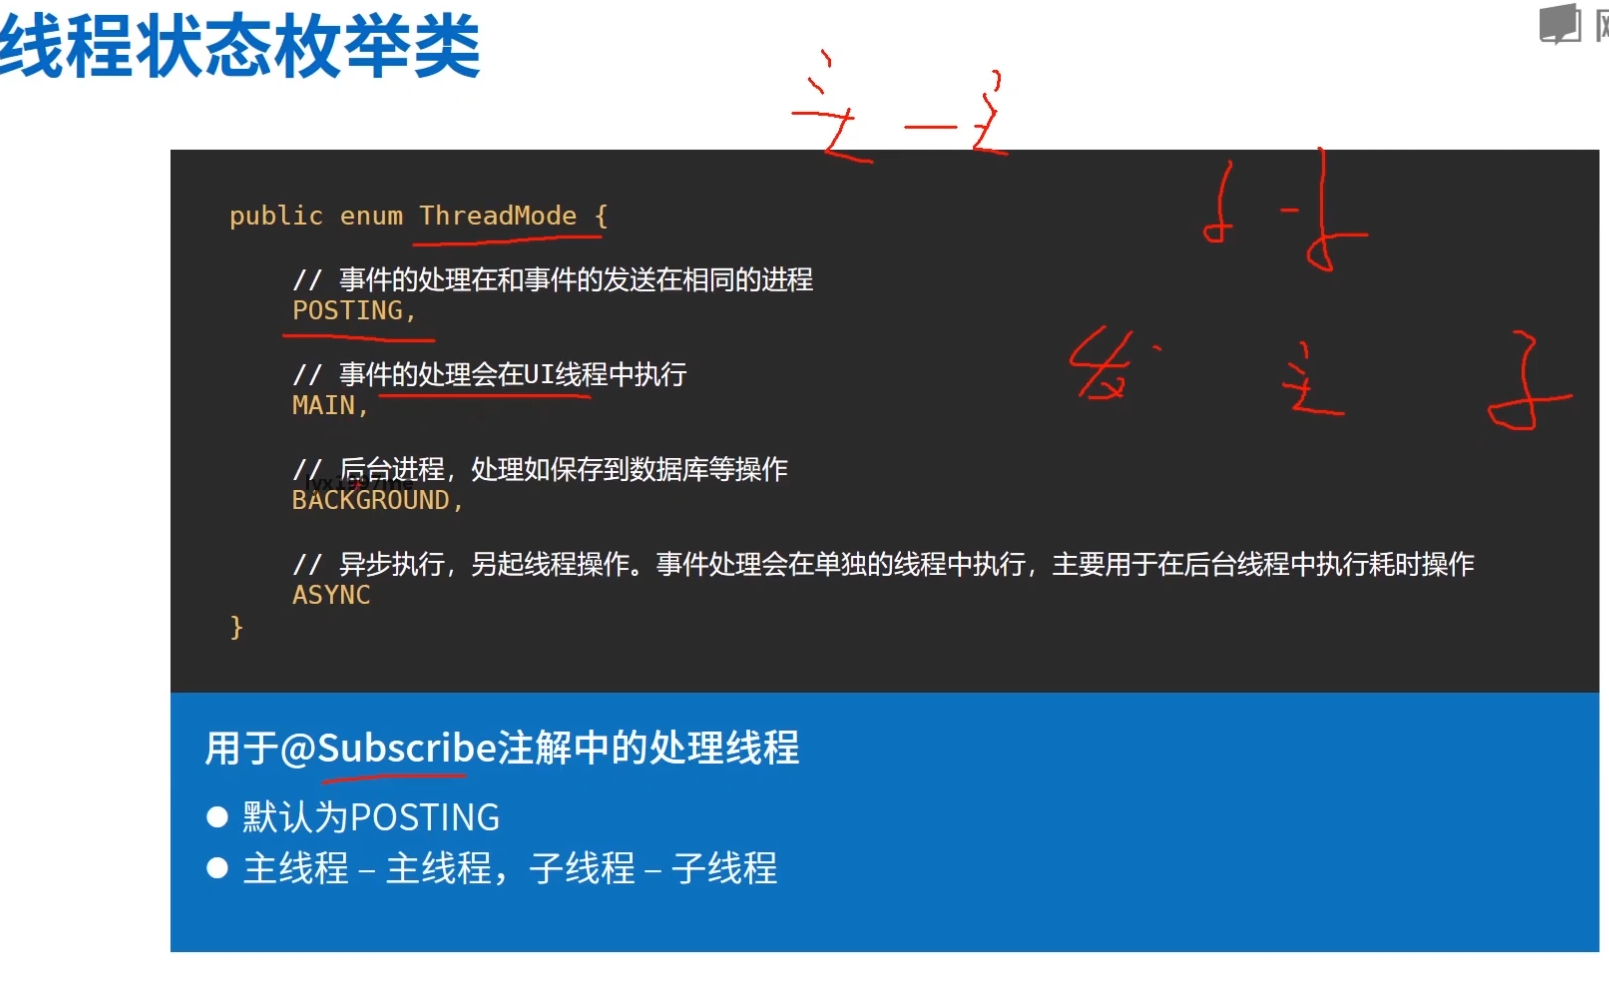 线程状态枚举类
主 - 主
子 - 子
public enum ThreadMode {
// 事件的处理在和事件的发送在相同的进程
POSTING,
发 主 子
// 事件的处理会在UI线程中执行
MAIN,
// 后台进程，处理如保存到数据库等操作
BACKGROUND,
// 异步执行，另起线程操作。事件处理会在单独的线程中执行，主要用于在后台线程中执行耗时操作
ASYNC
}
用于@Subscribe注解中的处理线程
● 默认为POSTING
● 主线程 – 主线程，子线程 – 子线程